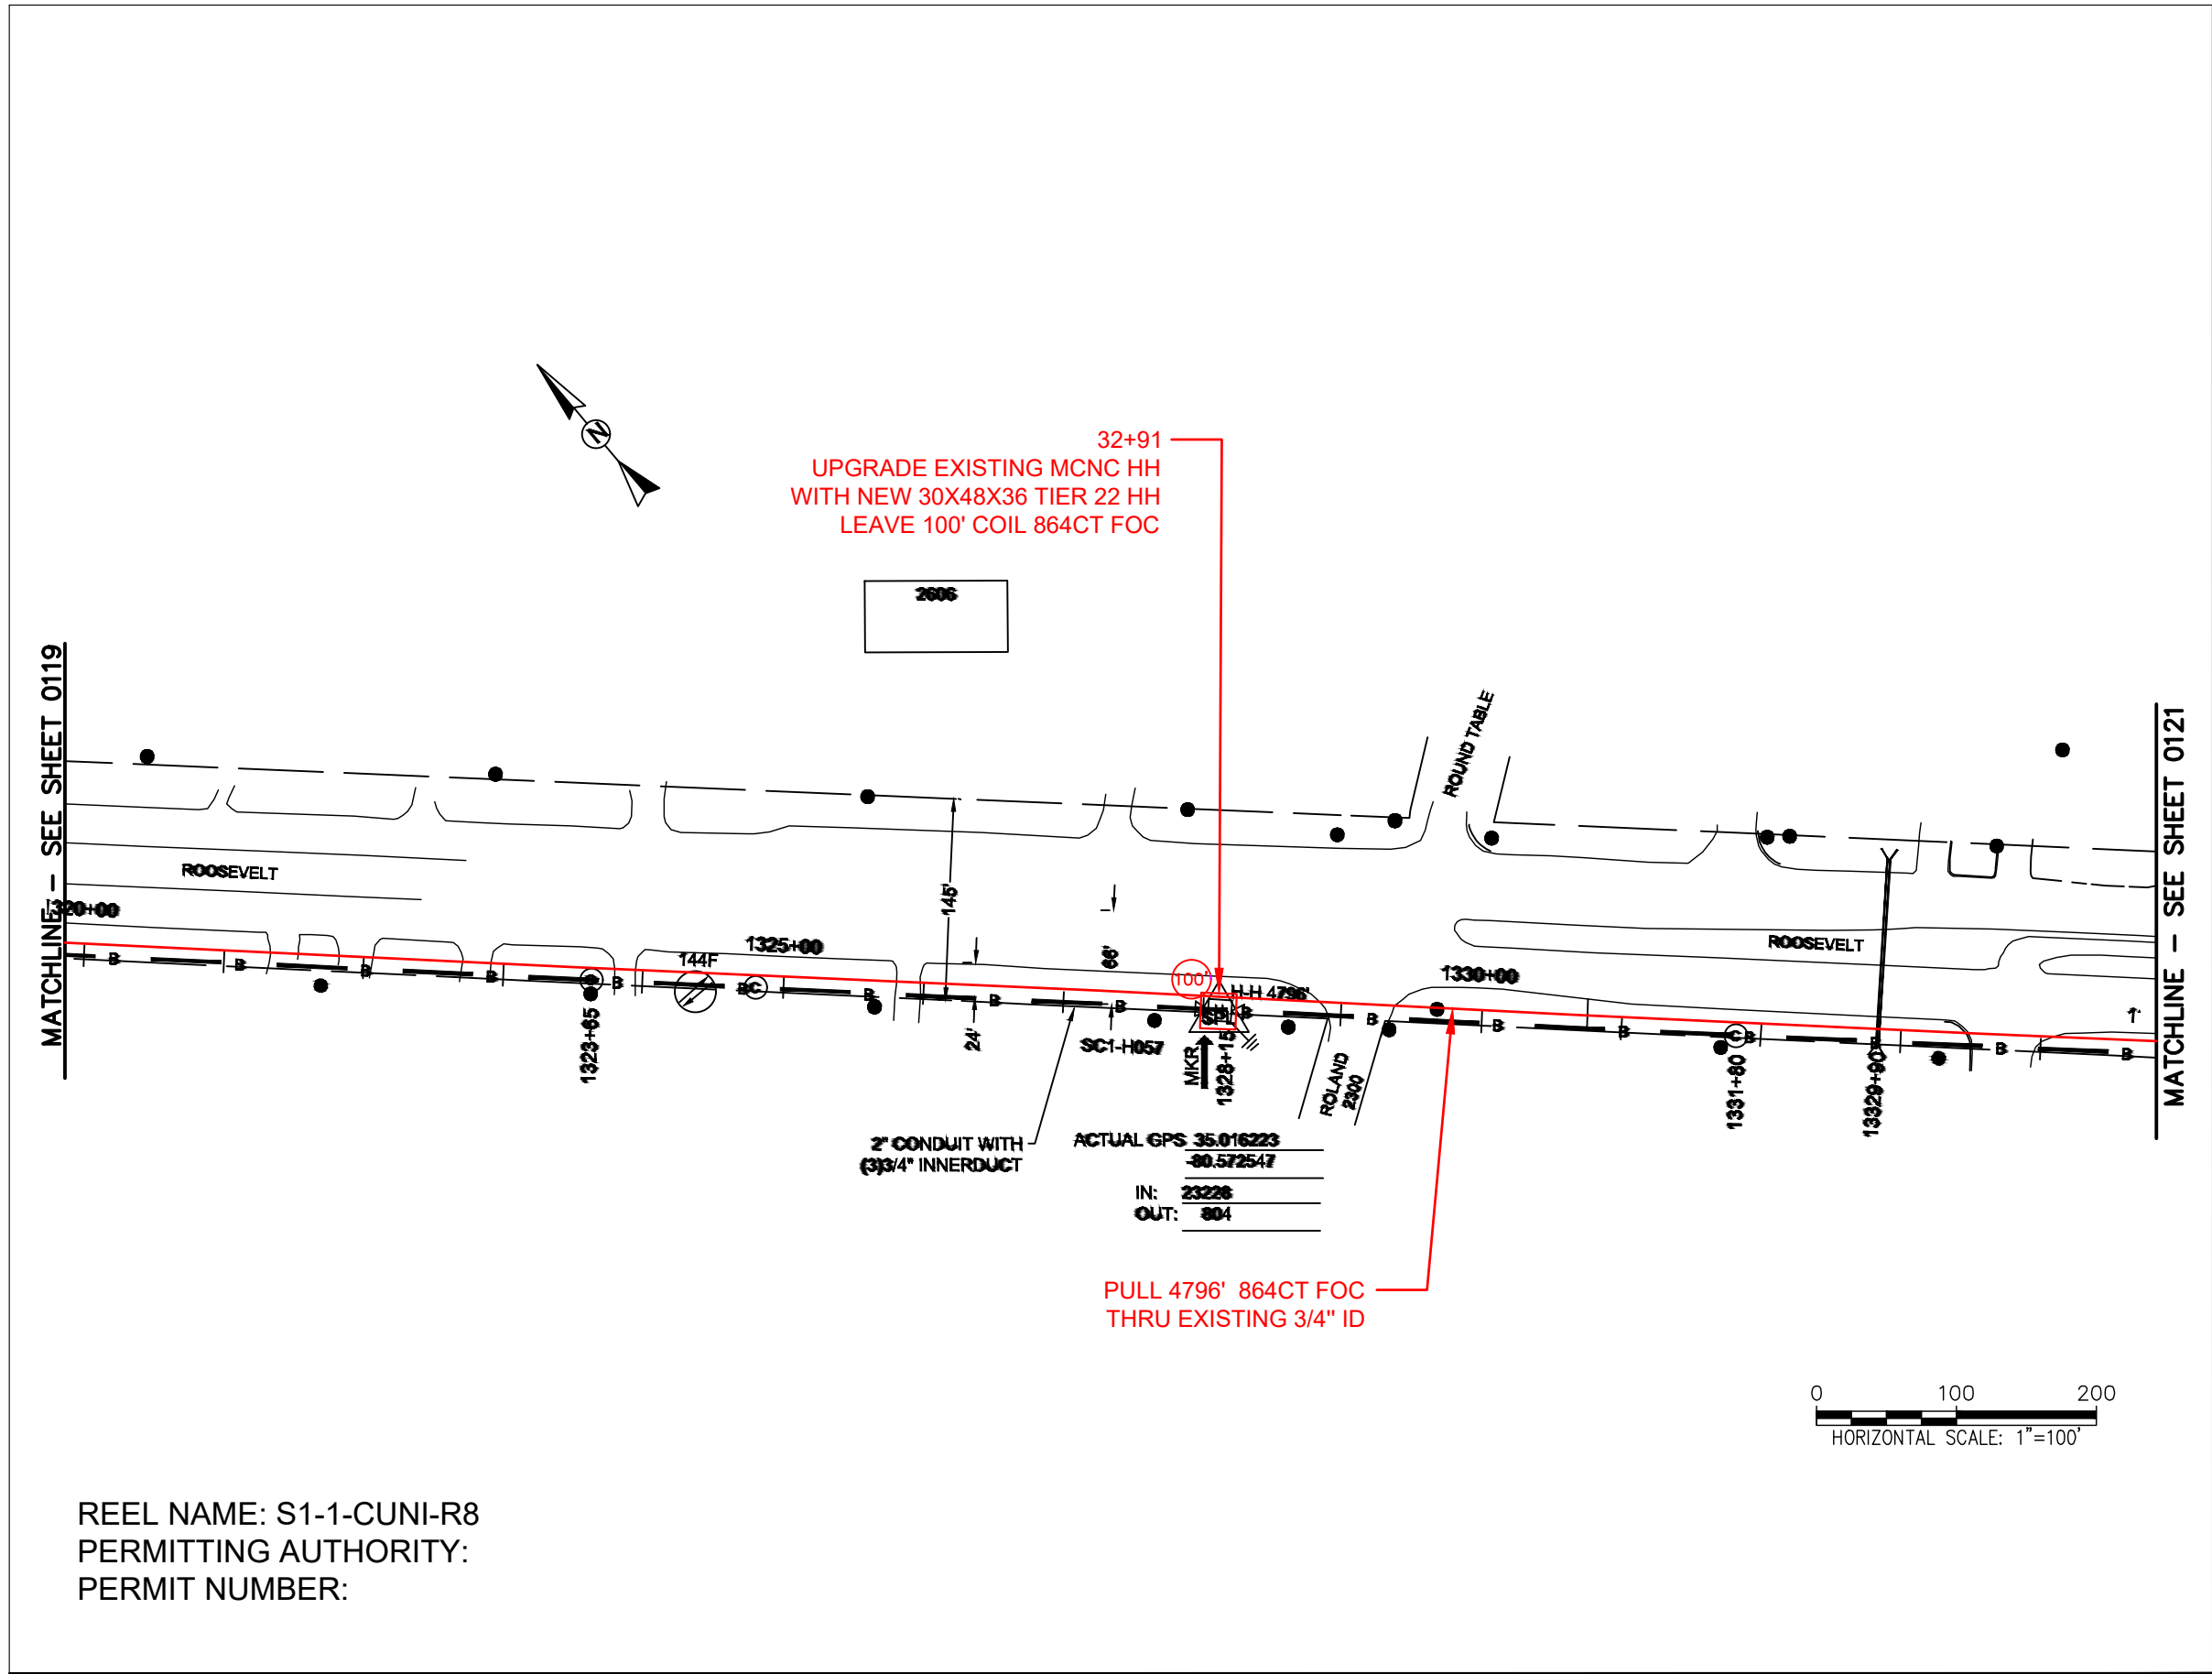 32+91
UPGRADE EXISTING MCNC HH
WITH NEW 30X48X36 TIER 22 HH
LEAVE 100' COIL 864CT FOC
N
2606
MATCHLINE - SEE SHEET 0119
MATCHLINE - SEE SHEET 0121
ROUND TABLE
ROOSEVELT
1320+00
145'
66'
24'
1325+00
144F
ROOSEVELT
1330+00
100'
H-H 4796'
B B B B B BC B B B B B B B B CB B B B
C
1'
1323+65
SC1-H057
MKR
1328+15
ROLAND
2300
1331+80
13329+90
2" CONDUIT WITH
(3)3/4" INNERDUCT
ACTUAL GPS 35.016223
-80.572547
IN: 23228
OUT: 804
PULL 4796' 864CT FOC
THRU EXISTING 3/4" ID
0 100 200
HORIZONTAL SCALE: 1"=100'
REEL NAME: S1-1-CUNI-R8
PERMITTING AUTHORITY:
PERMIT NUMBER: